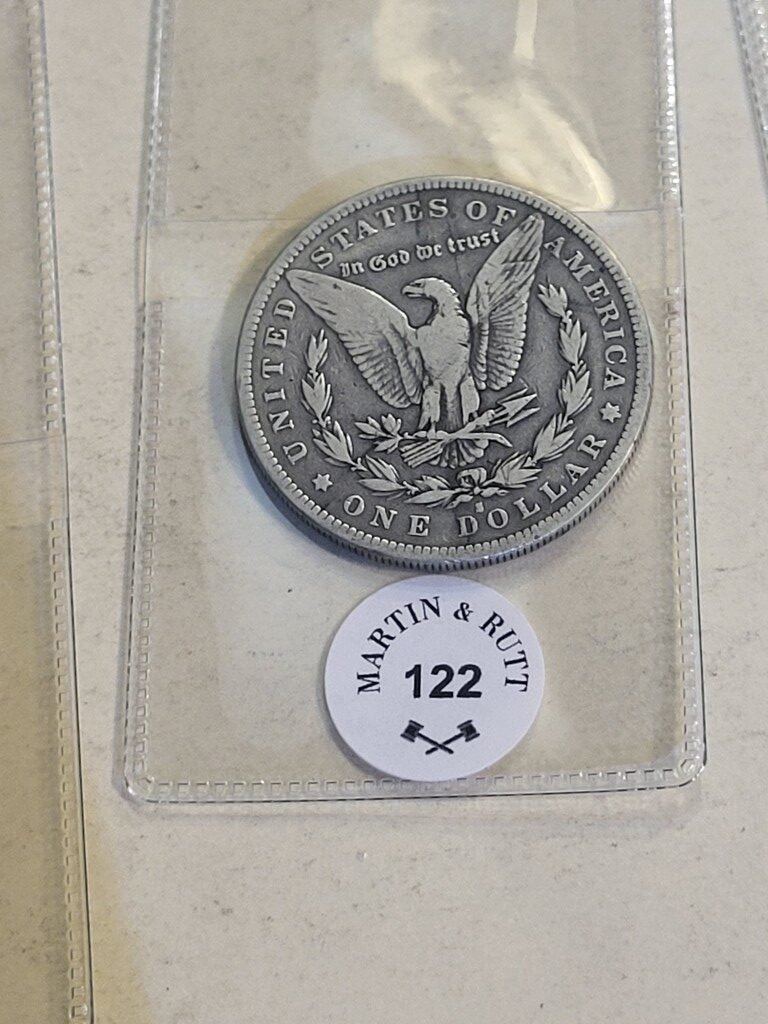 UNITED STATES OF AMERICA
In God we trust
ONE DOLLAR
S
MARTIN & RUTT
122